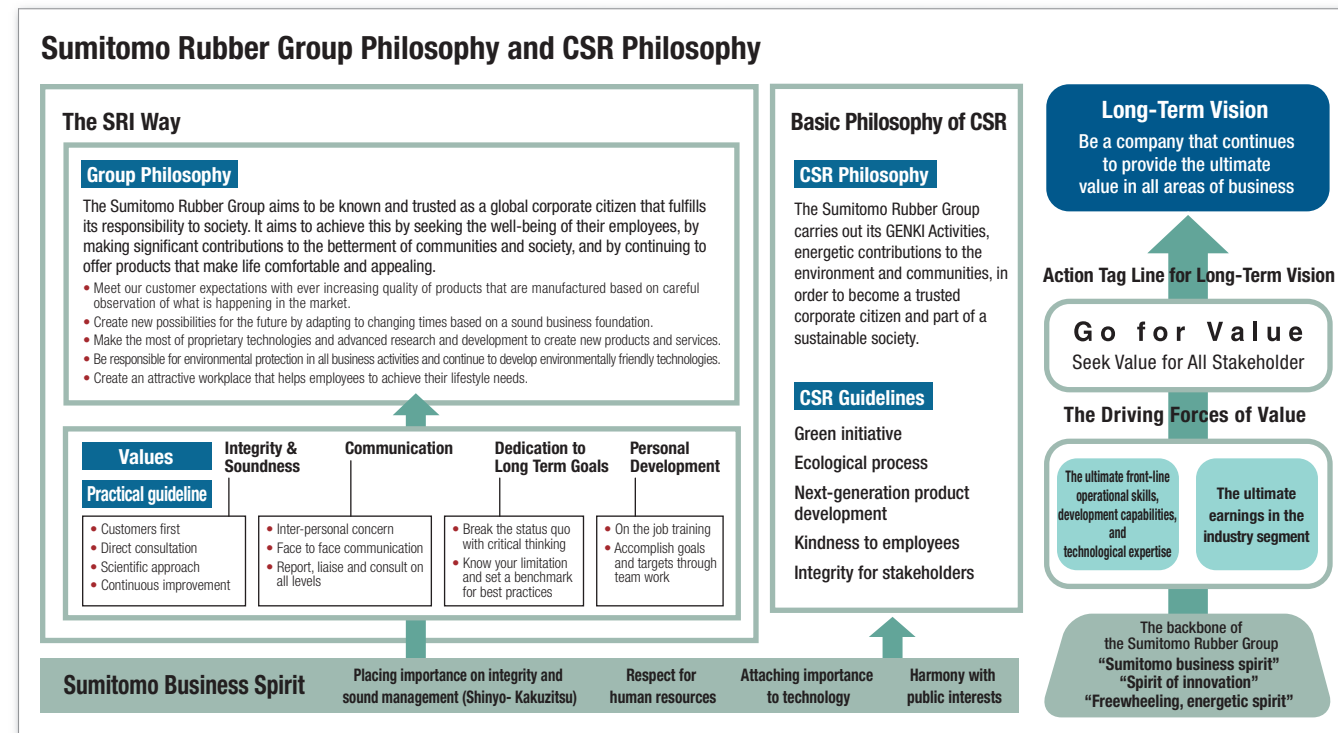 Sumitomo Rubber Group Philosophy and CSR Philosophy
The SRI Way
Group Philosophy
The Sumitomo Rubber Group aims to be known and trusted as a global corporate citizen that fulfills
its responsibility to society. It aims to achieve this by seeking the well-being of their employees, by
making significant contributions to the betterment of communities and society, and by continuing to
offer products that make life comfortable and appealing.
• Meet our customer expectations with ever increasing quality of products that are manufactured based on careful
observation of what is happening in the market.
• Create new possibilities for the future by adapting to changing times based on a sound business foundation.
• Make the most of proprietary technologies and advanced research and development to create new products and services.
• Be responsible for environmental protection in all business activities and continue to develop environmentally friendly technologies.
• Create an attractive workplace that helps employees to achieve their lifestyle needs.
Values
Practical guideline
Integrity &
Soundness
• Customers first
• Direct consultation
• Scientific approach
• Continuous improvement
Communication
• Inter-personal concern
• Face to face communication
• Report, liaise and consult on
all levels
Dedication to
Long Term Goals
• Break the status quo
with critical thinking
• Know your limitation
and set a benchmark
for best practices
Personal
Development
• On the job training
• Accomplish goals
and targets through
team work
Basic Philosophy of CSR
CSR Philosophy
The Sumitomo Rubber Group
carries out its GENKI Activities,
energetic contributions to the
environment and communities, in
order to become a trusted
corporate citizen and part of a
sustainable society.
CSR Guidelines
Green initiative
Ecological process
Next-generation product
development
Kindness to employees
Integrity for stakeholders
Sumitomo Business Spirit
Placing importance on integrity and
sound management (Shinyo- Kakuzitsu)
Respect for
human resources
Attaching importance
to technology
Harmony with
public interests
Long-Term Vision
Be a company that continues
to provide the ultimate
value in all areas of business
Action Tag Line for Long-Term Vision
Go for Value
Seek Value for All Stakeholder
The Driving Forces of Value
The ultimate front-line
operational skills,
development capabilities,
and
technological expertise
The ultimate
earnings in the
industry segment
The backbone of
the Sumitomo Rubber Group
“Sumitomo business spirit”
“Spirit of innovation”
“Freewheeling, energetic spirit”